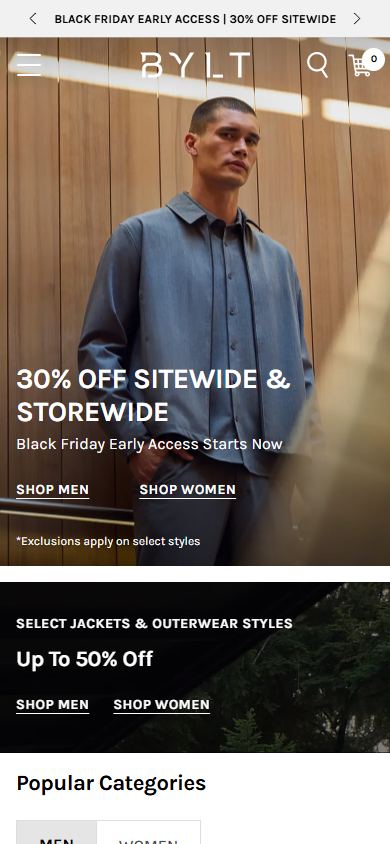 BLACK FRIDAY EARLY ACCESS | 30% OFF SITEWIDE
BYLT
0
30% OFF SITEWIDE &
STOREWIDE
Black Friday Early Access Starts Now
SHOP MEN SHOP WOMEN
*Exclusions apply on select styles
SELECT JACKETS & OUTERWEAR STYLES
Up To 50% Off
SHOP MEN SHOP WOMEN
Popular Categories
MEN WOMEN